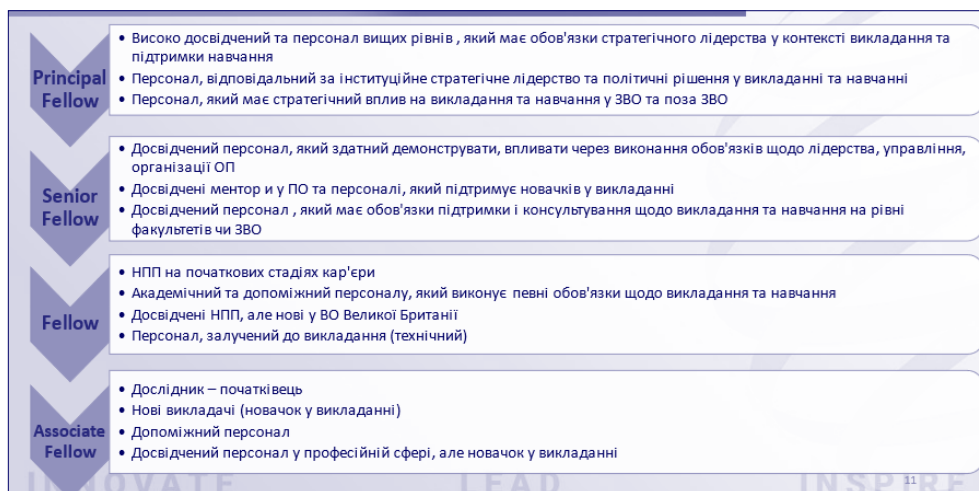 Principal
Fellow
• Високо досвідчений та персонал вищих рівнів , який має обов'язки стратегічного лідерства у контексті викладання та
підтримки навчання
• Персонал, відповідальний за інституційне стратегічне лідерство та політичні рішення у викладанні та навчанні
• Персонал, який має стратегічний вплив на викладання та навчання у ЗВО та поза ЗВО
Senior
Fellow
• Досвідчений персонал, який здатний демонструвати, впливати через виконання обов'язків щодо лідерства, управління,
організації ОП
• Досвідчені ментор и у ПО та персоналі, який підтримує новачків у викладанні
• Досвідчений персонал , який має обов'язки підтримки і консультування щодо викладання та навчання на рівні
факультетів чи ЗВО
Fellow
• НПП на початкових стадіях кар'єри
• Академічний та допоміжний персоналу, який виконує певні обов'язки щодо викладання та навчання
• Досвідчені НПП, але нові у ВО Великої Британії
• Персонал, залучений до викладання (технічний)
Associate
Fellow
• Дослідник – початківець
• Нові викладачі (новачок у викладанні)
• Допоміжний персонал
• Досвідчений персонал у професійній сфері, але новачок у викладанні
INNOVATE LEAD INSPIRE
11